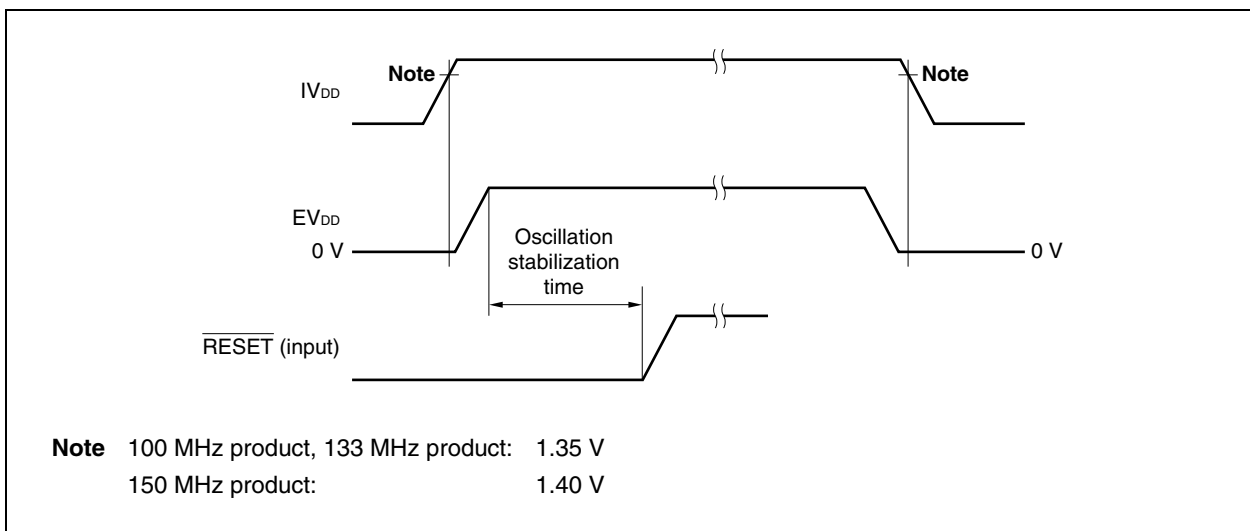 Note
Note
IVDD
EVDD
0 V
0 V
Oscillation
stabilization
time
RESET (input)
Note 100 MHz product, 133 MHz product: 1.35 V
150 MHz product: 1.40 V